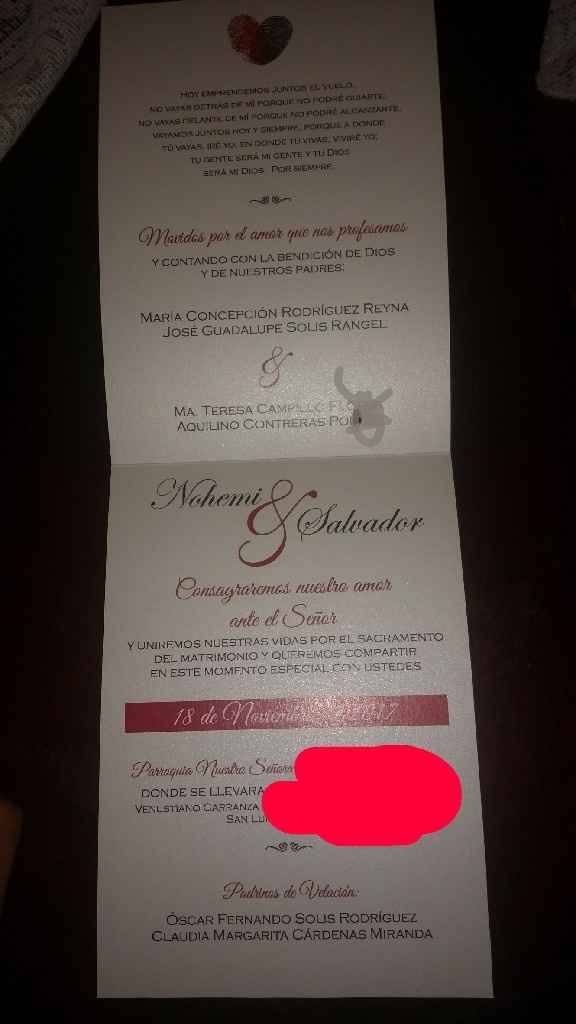 HOY EMPRENDEMOS JUNTOS EL VUELO,
NO VAYAS DETRÁS DE MÍ PORQUE NO PODRÉ GUIARTE,
NO VAYAS DELANTE DE MÍ PORQUE NO PODRÉ ALCANZARTE,
VAYAMOS JUNTOS HOY Y SIEMPRE, PORQUE A DONDE
TÚ VAYAS, IRÉ YO, EN DONDE TU VIVAS, VIVIRÉ YO;
TU GENTE SERÁ MI GENTE Y TU DIOS
SERÁ MI DIOS. POR SIEMPRE.
Movidos por el amor que nos profesamos
Y CONTANDO CON LA BENDICIÓN DE DIOS
Y DE NUESTROS PADRES:
MARÍA CONCEPCIÓN RODRÍGUEZ REYNA
JOSÉ GUADALUPE SOLIS RANGEL
&
MA. TERESA CAMPILLO
AQUILINO CONTRERAS
Nohemi
&
Salvador
Consagraremos nuestro amor
ante el Señor
Y UNIREMOS NUESTRAS VIDAS POR EL SACRAMENTO
DEL MATRIMONIO Y QUEREMOS COMPARTIR
EN ESTE MOMENTO ESPECIAL CON USTEDES
18 de Noviembre 2017
Parroquia Nuestra Señora
DONDE SE LLEVARA
VENUSTIANO CARRANZA
SAN
Padrinos de Velación:
ÓSCAR FERNANDO SOLIS RODRÍGUEZ
CLAUDIA MARGARITA CÁRDENAS MIRANDA